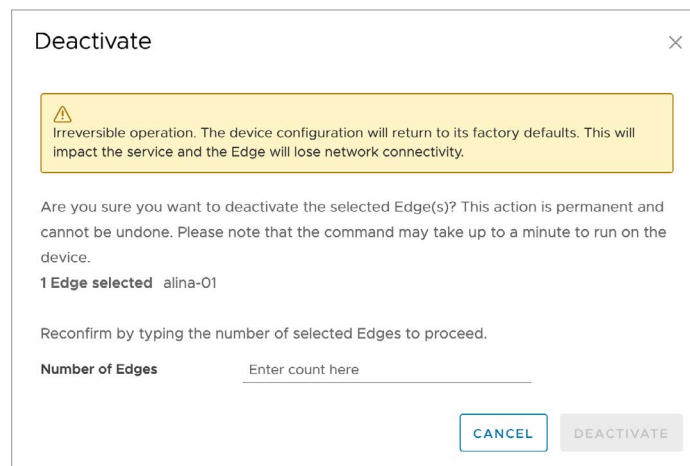 Deactivate
Irreversible operation. The device configuration will return to its factory defaults. This will
impact the service and the Edge will lose network connectivity.
Are you sure you want to deactivate the selected Edge(s)? This action is permanent and
cannot be undone. Please note that the command may take up to a minute to run on the
device.
1 Edge selected alina-01
Reconfirm by typing the number of selected Edges to proceed.
Number of Edges Enter count here
CANCEL DEACTIVATE